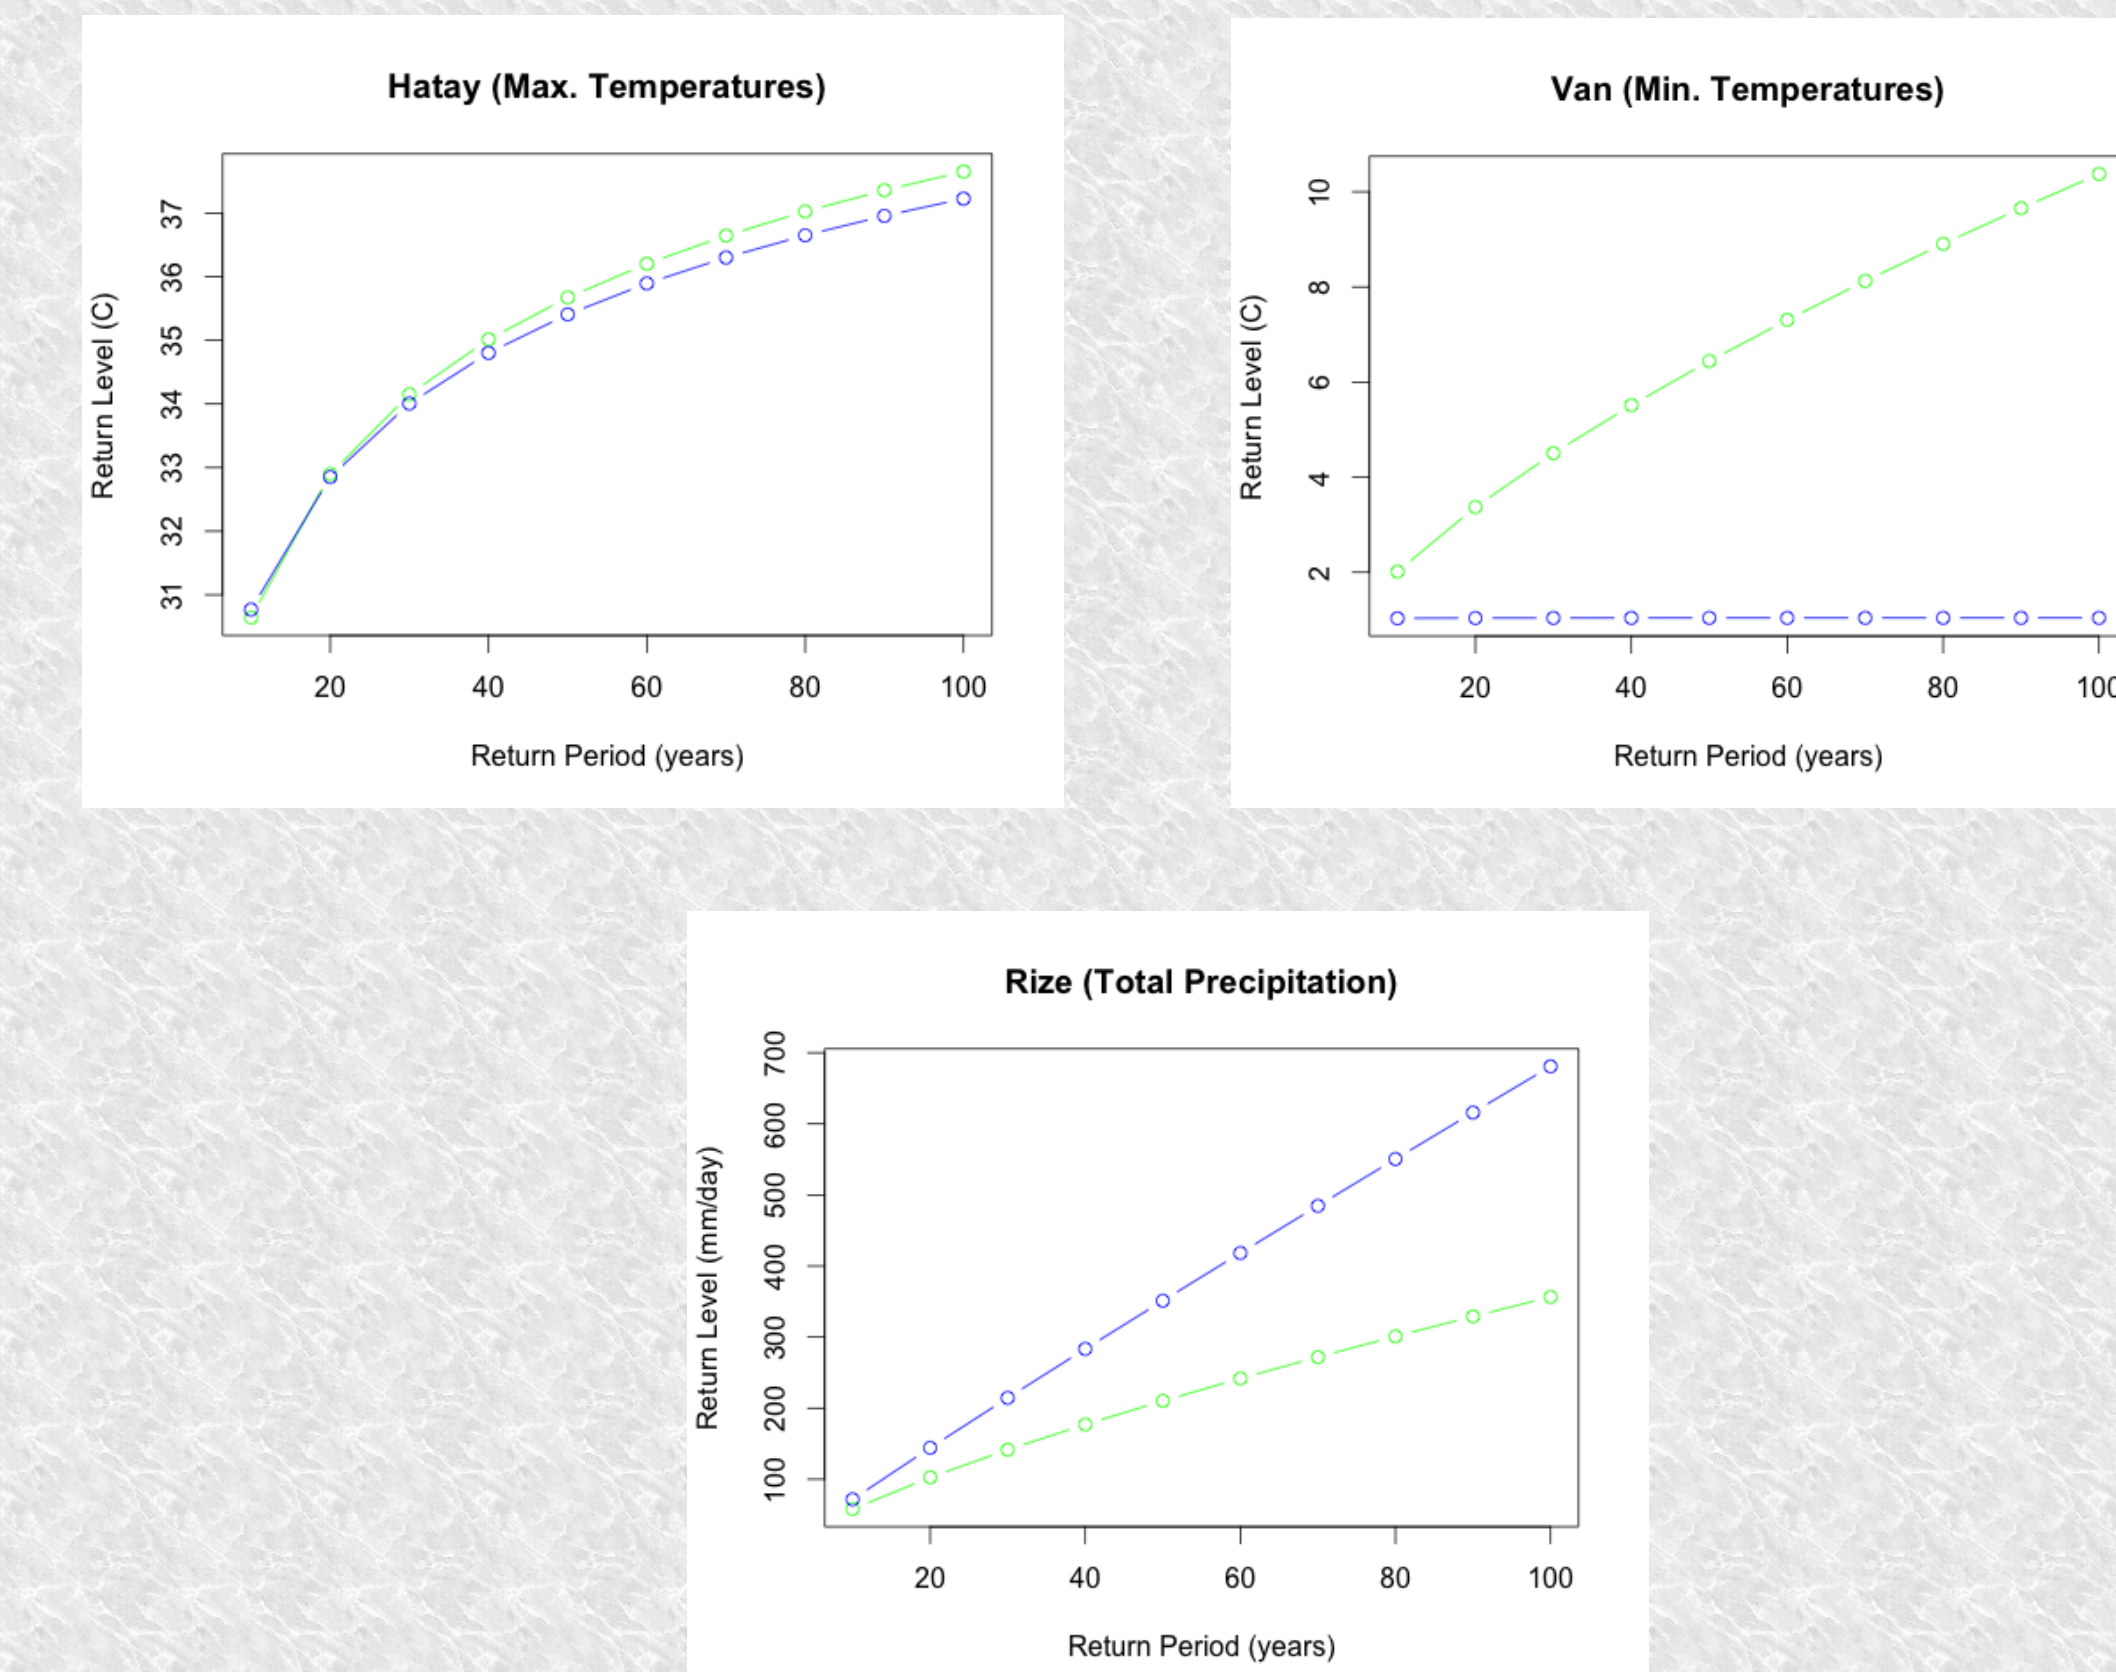 Hatay (Max. Temperatures)
Return Level (C)
37
36
35
34
33
32
31
20 40 60 80 100
Return Period (years)
Van (Min. Temperatures)
Return Level (C)
10
8
6
4
2
20 40 60 80 100
Return Period (years)
Rize (Total Precipitation)
Return Level (mm/day)
700
600
500
400
300
200
100
20 40 60 80 100
Return Period (years)